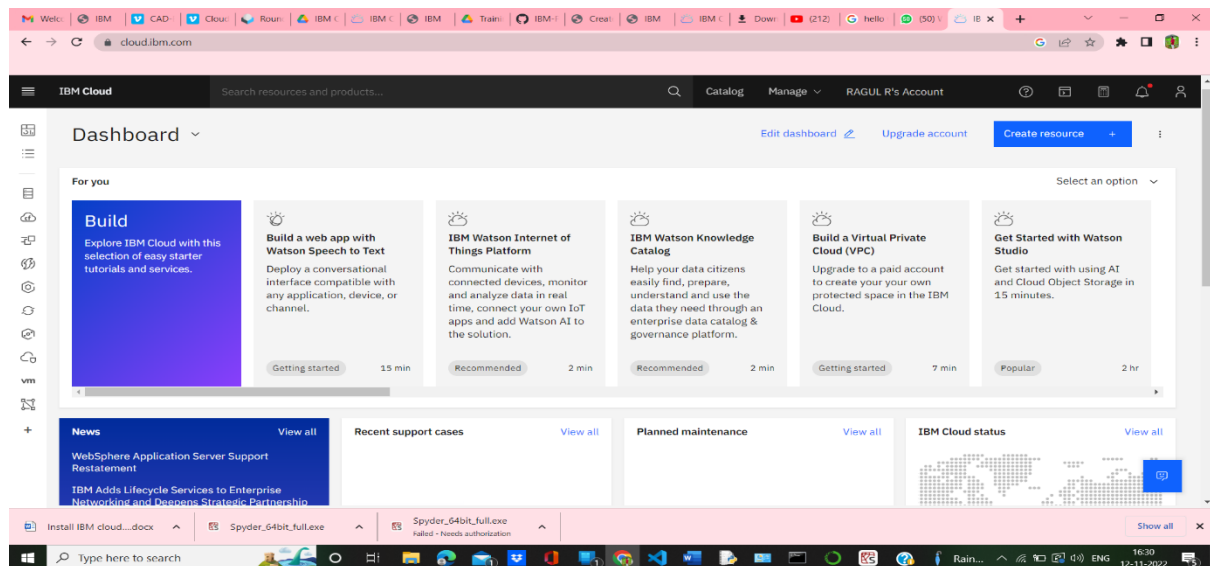 Welco
IBM
CAD-
Clou
Roun
IBM C
IBM C
IBM
Traini
IBM-
Creat
IBM
IBM C
Down
(212)
hello
(50) V
IB
cloud.ibm.com
IBM Cloud
Search resources and products...
Catalog
Manage
RAGUL R's Account
Dashboard
Edit dashboard
Upgrade account
Create resource +
For you
Select an option
Build
Explore IBM Cloud with this
selection of easy starter
tutorials and services.
Build a web app with
Watson Speech to Text
Deploy a conversational
interface compatible with
any application, device, or
channel.
Getting started
15 min
IBM Watson Internet of
Things Platform
Communicate with
connected devices, monitor
and analyze data in real
time, connect your own IoT
apps and add Watson AI to
the solution.
Recommended
2 min
IBM Watson Knowledge
Catalog
Help your data citizens
easily find, prepare,
understand and use the
data they need through an
enterprise data catalog &
governance platform.
Recommended
2 min
Build a Virtual Private
Cloud (VPC)
Upgrade to a paid account
to create your your own
protected space in the IBM
Cloud.
Getting started
7 min
Get Started with Watson
Studio
Get started with using AI
and Cloud Object Storage in
15 minutes.
Popular
2 hr
vm
News
View all
WebSphere Application Server Support
Restatement
IBM Adds Lifecycle Services to Enterprise
Networking and Deepens Strategic Partnership
Recent support cases
View all
Planned maintenance
View all
IBM Cloud status
View all
Install IBM cloud....docx
Spyder_64bit_full.exe
Spyder_64bit_full.exe
Failed - Needs authorization
Show all
Type here to search
Rain...
ENG
16:30
12-11-2022